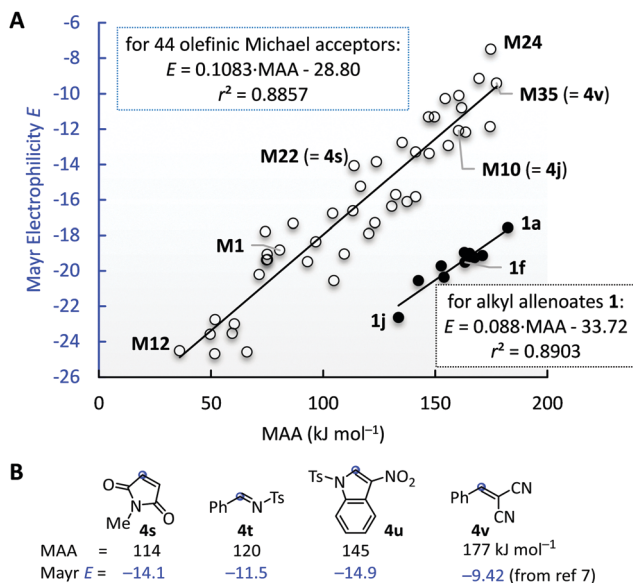 A
-6
-8
-10
-12
-14
-16
-18
-20
-22
-24
-26
Mayr Electrophilicity E
for 44 olefinic Michael acceptors:
E = 0.1083·MAA - 28.80
r² = 0.8857
M24
M35 (= 4v)
M22 (= 4s)
M10 (= 4j)
M1
1a
1f
1j
M12
for alkyl allenoates 1:
E = 0.088·MAA - 33.72
r² = 0.8903
0 50 100 150 200
MAA (kJ mol⁻¹)
B
O N O Me
Ph N Ts
Ts N NO₂
Ph CN CN
4s 4t 4u 4v
MAA = 114 120 145 177 kJ mol⁻¹
Mayr E = –14.1 –11.5 –14.9 –9.42 (from ref 7)